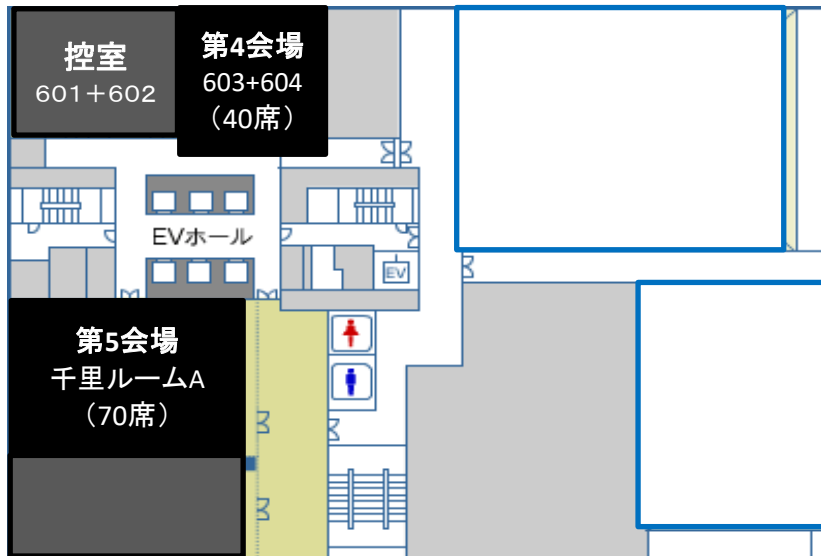 控室
601＋602
第4会場
603+604
（40席）
EVホール
EV
第5会場
千里ルームA
（70席）